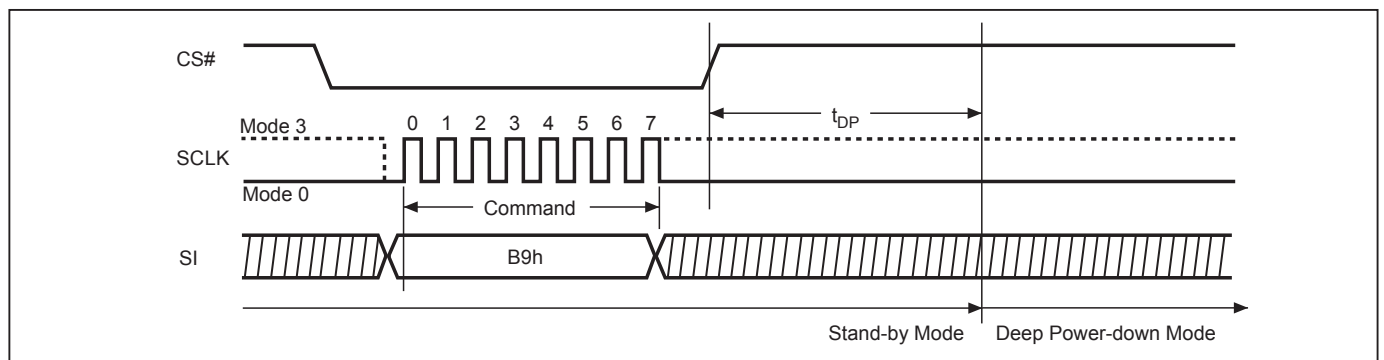 CS#
tDP
Mode 3
0 1 2 3 4 5 6 7
SCLK
Mode 0
Command
SI
B9h
Stand-by Mode
Deep Power-down Mode